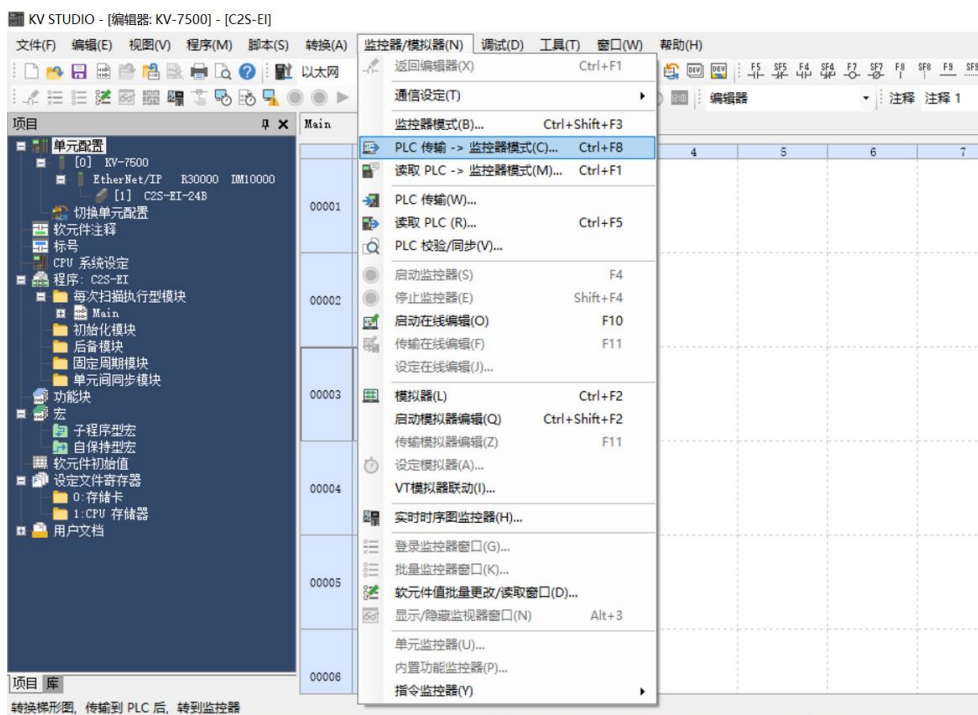 KV STUDIO - [编辑器: KV-7500] - [C2S-EI]
文件(F) 编辑(E) 视图(V) 程序(M) 脚本(S) 转换(A) 监控器/模拟器(N) 调试(D) 工具(T) 窗口(W) 帮助(H)
以太网
F5 SF5 F4 SF4 F7 SF7 F8 SF8 F9 SF9
编辑器 注释 注释 1
项目
单元配置
[0] KV-7500
EtherNet/IP R30000 DM10000
[1] C2S-EI-24B
切换单元配置
软元件注释
标号
CPU 系统设定
程序: C2S-EI
每次扫描执行型模块
Main
初始化模块
后备模块
固定周期模块
单元间同步模块
功能块
宏
子程序型宏
自保持型宏
软元件初始值
设定文件寄存器
0:存储卡
1:CPU 存储器
用户文档
项目 库
Main
4 5 6 7
00001
00002
00003
00004
00005
00006
返回编辑器(X) Ctrl+F1
通信设定(T)
监控器模式(B)... Ctrl+Shift+F3
PLC 传输 -> 监控器模式(C)... Ctrl+F8
读取 PLC -> 监控器模式(M)... Ctrl+F1
PLC 传输(W)...
读取 PLC (R)... Ctrl+F5
PLC 校验/同步(V)...
启动监控器(S) F4
停止监控器(E) Shift+F4
启动在线编辑(O) F10
传输在线编辑(F) F11
设定在线编辑(J)...
模拟器(L) Ctrl+F2
启动模拟器编辑(Q) Ctrl+Shift+F2
传输模拟器编辑(Z) F11
设定模拟器(A)...
VT模拟器联动(I)...
实时时序图监控器(H)...
登录监控器窗口(G)...
批量监控器窗口(K)...
软元件值批量更改/读取窗口(D)...
显示/隐藏监视器窗口(N) Alt+3
单元监控器(U)...
内置功能监控器(P)...
指令监控器(Y)
转换梯形图, 传输到 PLC 后, 转到监控器